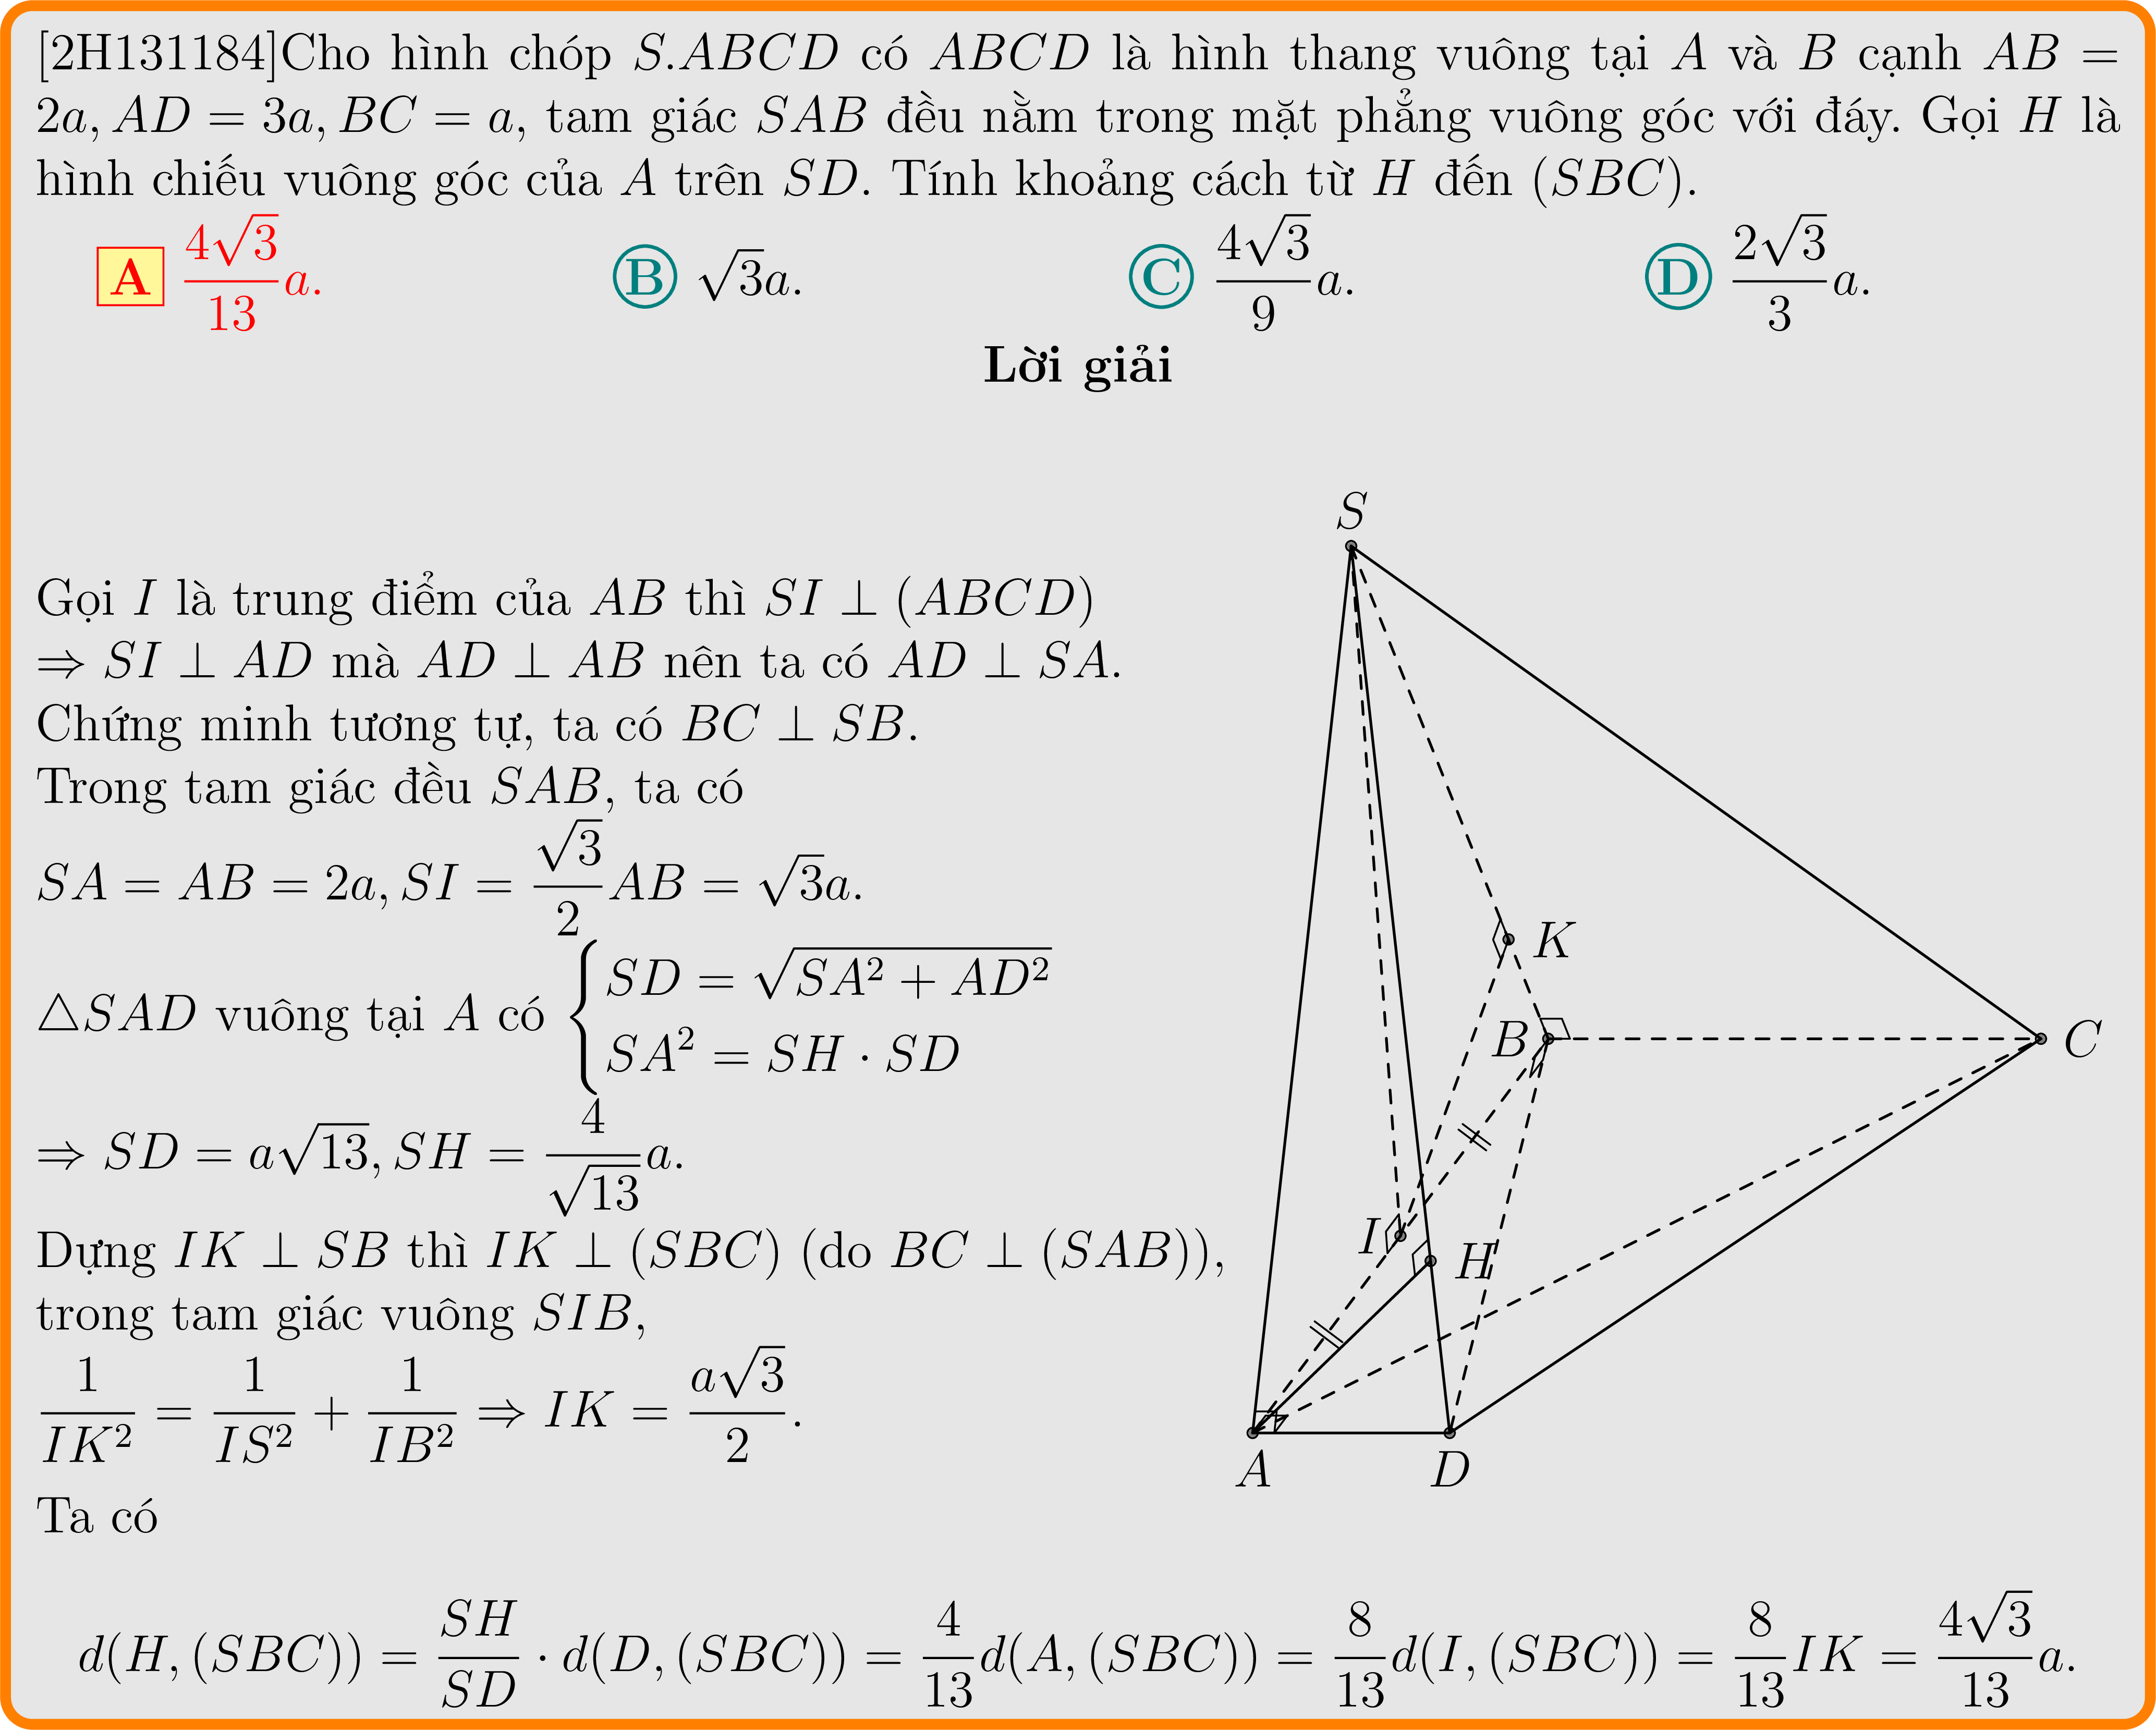 [2H131184]Cho hình chóp S.ABCD có ABCD là hình thang vuông tại A và B cạnh AB =
2a, AD = 3a, BC = a, tam giác SAB đều nằm trong mặt phẳng vuông góc với đáy. Gọi H là
hình chiếu vuông góc của A trên SD. Tính khoảng cách từ H đến (SBC).
A $\frac{4\sqrt{3}}{13}a$. B $\sqrt{3}a$. C $\frac{4\sqrt{3}}{9}a$. D $\frac{2\sqrt{3}}{3}a$.
Lời giải
Gọi I là trung điểm của AB thì SI ⊥ (ABCD)
⇒ SI ⊥ AD mà AD ⊥ AB nên ta có AD ⊥ SA.
Chứng minh tương tự, ta có BC ⊥ SB.
Trong tam giác đều SAB, ta có
$SA = AB = 2a, SI = \frac{\sqrt{3}}{2}AB = \sqrt{3}a.$
△SAD vuông tại A có $\begin{cases} SD = \sqrt{SA^2 + AD^2} \\ SA^2 = SH \cdot SD \end{cases}$
$\Rightarrow SD = a\sqrt{13}, SH = \frac{4}{\sqrt{13}}a.$
Dựng IK ⊥ SB thì IK ⊥ (SBC) (do BC ⊥ (SAB)),
trong tam giác vuông SIB,
$\frac{1}{IK^2} = \frac{1}{IS^2} + \frac{1}{IB^2} \Rightarrow IK = \frac{a\sqrt{3}}{2}.$
Ta có
S
K
B
C
I
H
A
D
$d(H, (SBC)) = \frac{SH}{SD} \cdot d(D, (SBC)) = \frac{4}{13}d(A, (SBC)) = \frac{8}{13}d(I, (SBC)) = \frac{8}{13}IK = \frac{4\sqrt{3}}{13}a.$